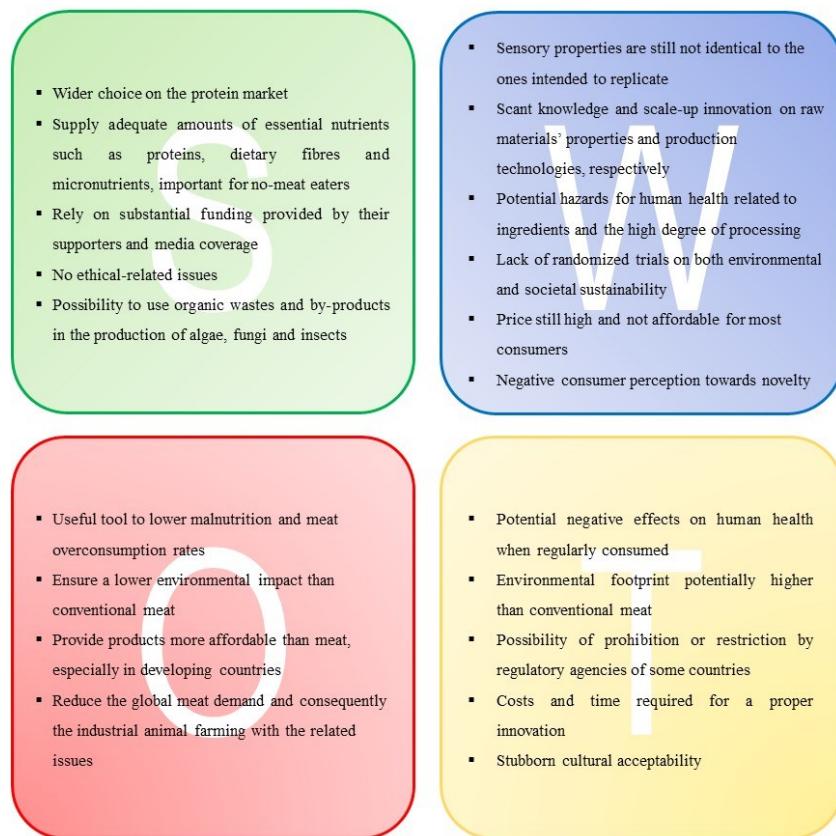 S
▪ Wider choice on the protein market
▪ Supply adequate amounts of essential nutrients
such as proteins, dietary fibres and
micronutrients, important for no-meat eaters
▪ Rely on substantial funding provided by their
supporters and media coverage
▪ No ethical-related issues
▪ Possibility to use organic wastes and by-products
in the production of algae, fungi and insects
W
▪ Sensory properties are still not identical to the
ones intended to replicate
▪ Scant knowledge and scale-up innovation on raw
materials’ properties and production
technologies, respectively
▪ Potential hazards for human health related to
ingredients and the high degree of processing
▪ Lack of randomized trials on both environmental
and societal sustainability
▪ Price still high and not affordable for most
consumers
▪ Negative consumer perception towards novelty
O
▪ Useful tool to lower malnutrition and meat
overconsumption rates
▪ Ensure a lower environmental impact than
conventional meat
▪ Provide products more affordable than meat,
especially in developing countries
▪ Reduce the global meat demand and consequently
the industrial animal farming with the related
issues
T
▪ Potential negative effects on human health
when regularly consumed
▪ Environmental footprint potentially higher
than conventional meat
▪ Possibility of prohibition or restriction by
regulatory agencies of some countries
▪ Costs and time required for a proper
innovation
▪ Stubborn cultural acceptability